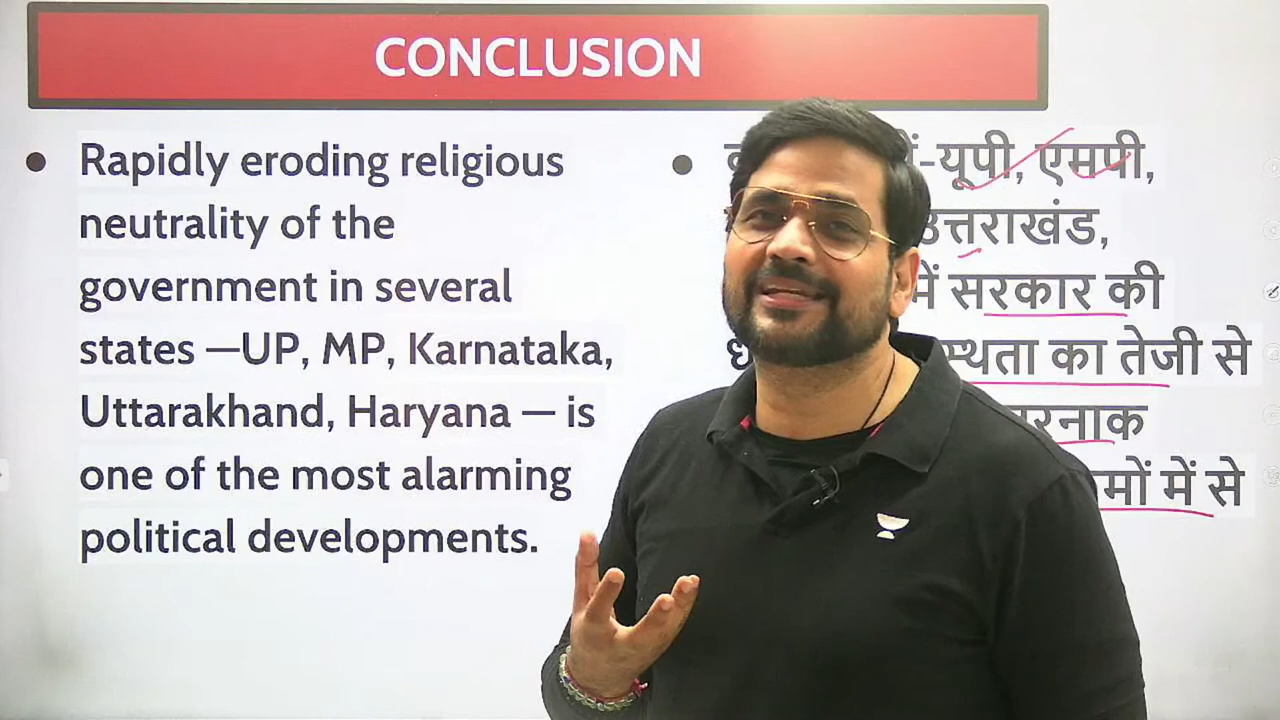 CONCLUSION
Rapidly eroding religious
neutrality of the
government in several
states —UP, MP, Karnataka,
Uttarakhand, Haryana — is
one of the most alarming
political developments.
-यूपी, एमपी,
उत्तराखंड,
में सरकार की
का तेजी से
में से